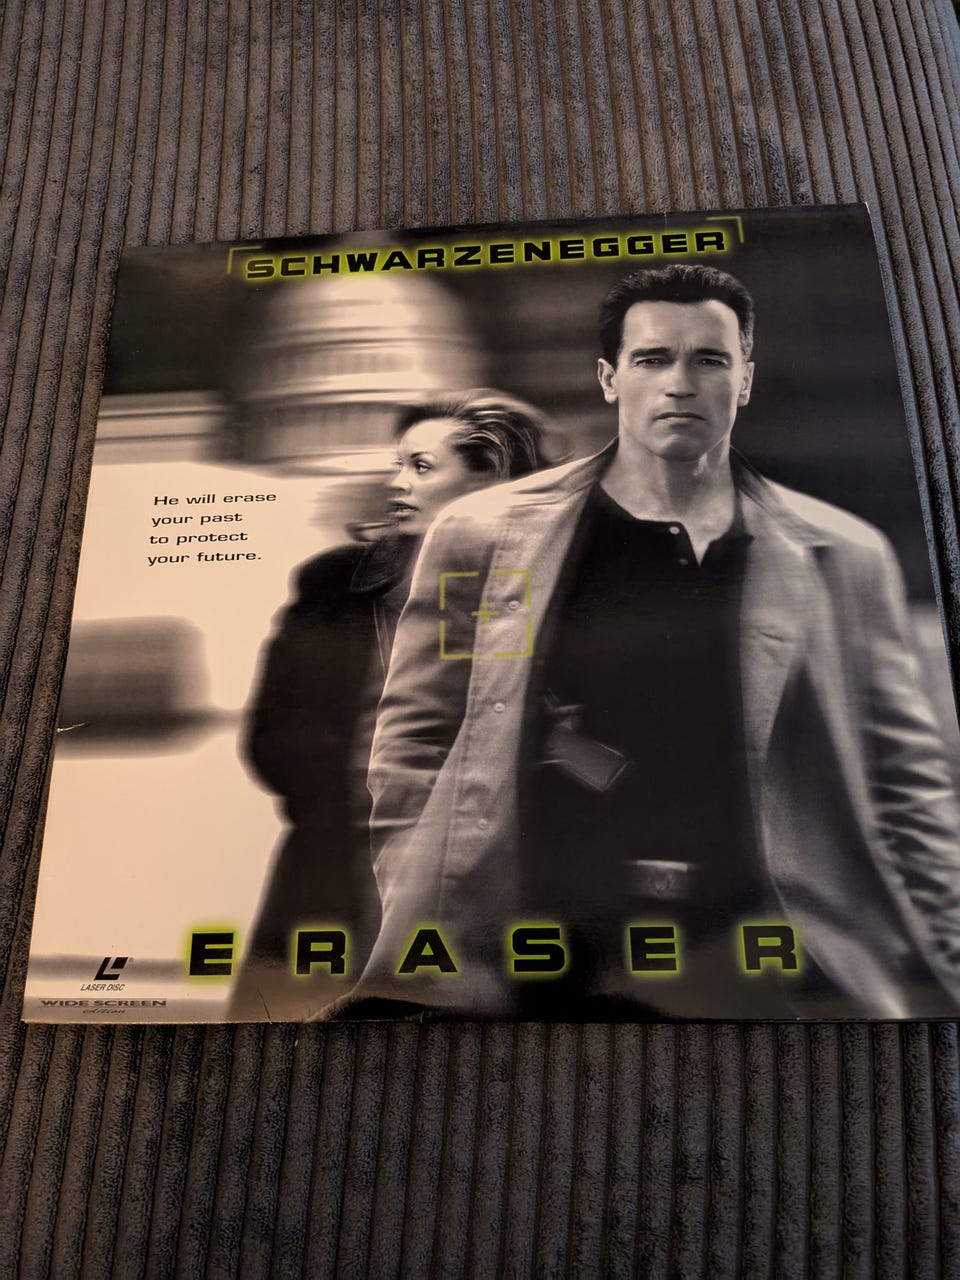 SCHWARZENEGGER
He will erase
your past
to protect
your future.
ERASER
LASER DISC
WIDE SCREEN
edition